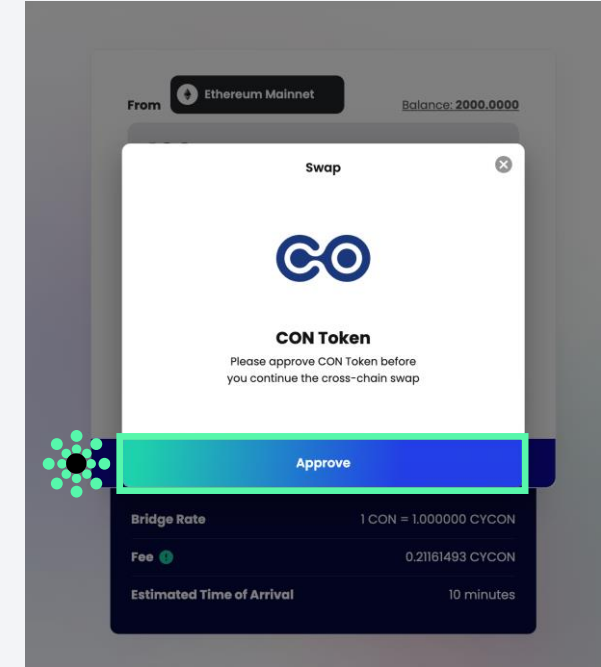 From
Ethereum Mainnet
Balance: 2000.0000
Swap
CO
CON Token
Please approve CON Token before
you continue the cross-chain swap
Approve
Bridge Rate
1 CON = 1.000000 CYCON
Fee
0.21161493 CYCON
Estimated Time of Arrival
10 minutes